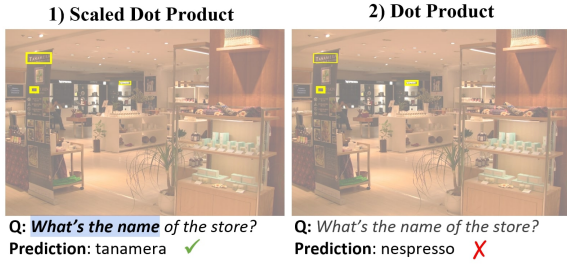 1) Scaled Dot Product
2) Dot Product
Q: What's the name of the store?
Prediction: tanamera ✓
Q: What's the name of the store?
Prediction: nespresso ✗